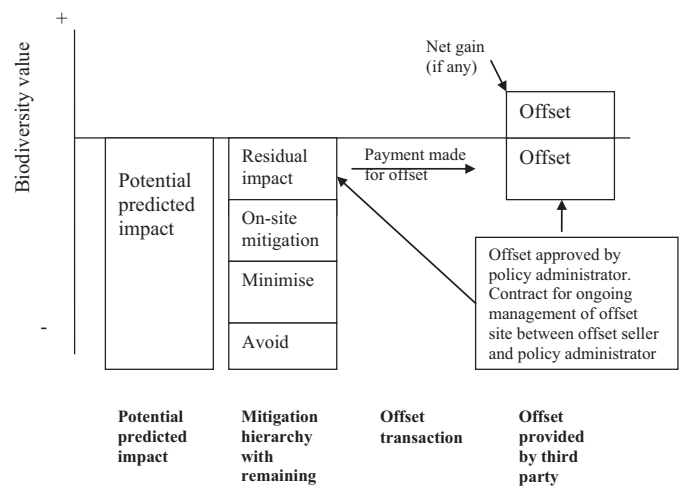 +
Biodiversity value
-
Net gain
(if any)
Offset
Offset
Potential
predicted
impact
Residual
impact
On-site
mitigation
Minimise
Avoid
Payment made
for offset
Offset approved by
policy administrator.
Contract for ongoing
management of offset
site between offset seller
and policy administrator
Potential
predicted
impact
Mitigation
hierarchy
with
remaining
Offset
transaction
Offset
provided
by third
party